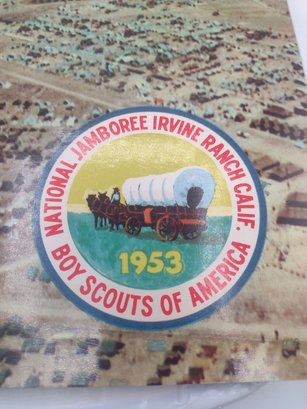 NATIONAL JAMBOREE IRVINE RANCH CALIF.
1953
BOY SCOUTS OF AMERICA